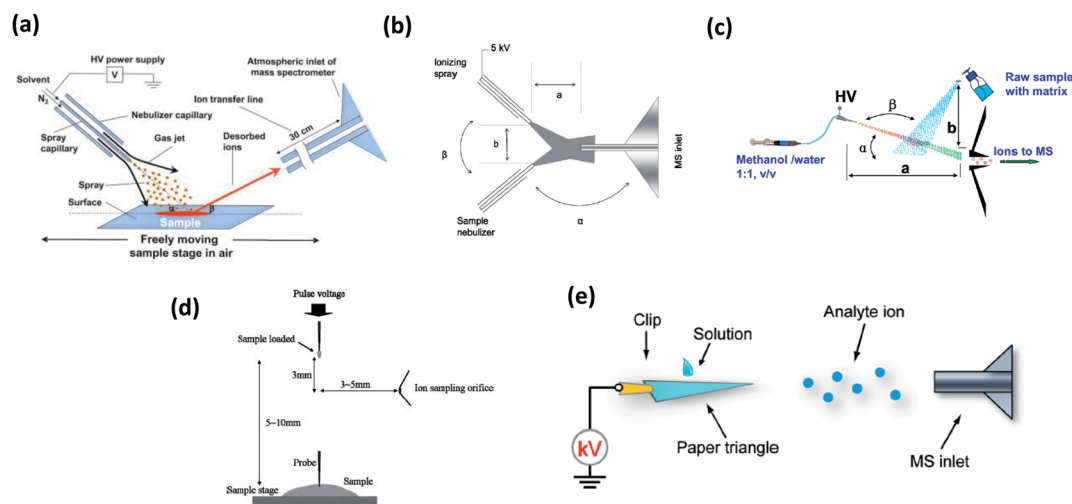 (a)
HV power supply
Solvent
V
N2
Nebulizer capillary
Spray
capillary
Gas jet
Spray
Surface
α
β
Sample
Freely moving
sample stage in air
Atmospheric inlet of
mass spectrometer
Ion transfer line
30 cm
Desorbed
ions
(b)
5 kV
Ionizing
spray
a
b
β
MS inlet
α
Sample
nebulizer
(c)
HV
β
Raw sample
with matrix
b
α
Ions to MS
Methanol /water
1:1, v/v
a
(d)
Pulse voltage
Sample loaded
3mm
3~5mm
Ion sampling orifice
5~10mm
Probe
Sample stage
Sample
(e)
Clip
Solution
Analyte ion
kV
Paper triangle
MS inlet